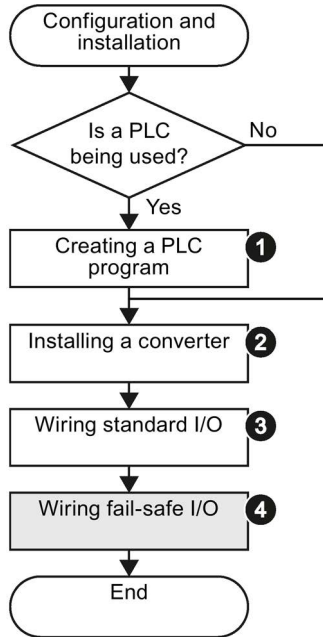 Configuration and
installation
Is a PLC
being used?
No
Yes
Creating a PLC
program
1
Installing a converter
2
Wiring standard I/O
3
Wiring fail-safe I/O
4
End